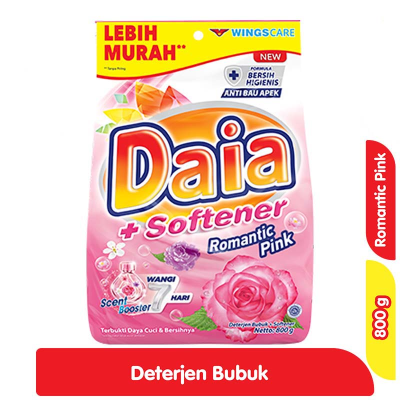 LEBIH
MURAH**
WINGSCARE
NEW
FORMULA
BERSIH
HIGIENIS
ANTI BAU APEK
Daia
+ Softener
Romantic
Pink
Scent
Booster
WANGI
7
HARI
Terbukti Daya Cuci & Bersihnya
Deterjen Bubuk + Softener
Netto: 800 g
Romantic Pink
800 g
Deterjen Bubuk